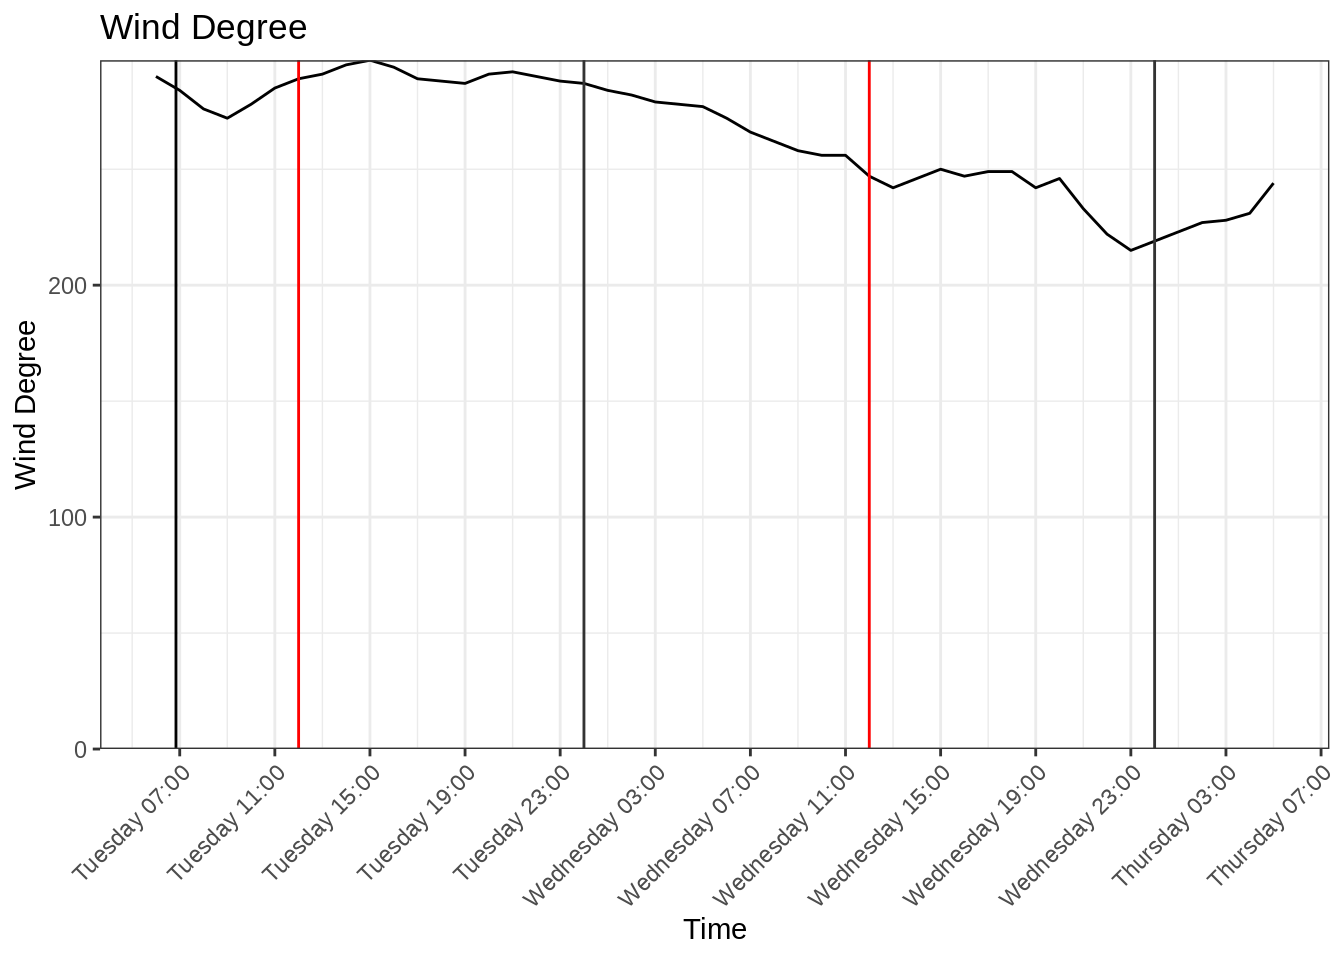 Wind Degree
Wind Degree
200
100
0
Tuesday 07:00
Tuesday 11:00
Tuesday 15:00
Tuesday 19:00
Tuesday 23:00
Wednesday 03:00
Wednesday 07:00
Wednesday 11:00
Wednesday 15:00
Wednesday 19:00
Wednesday 23:00
Thursday 03:00
Thursday 07:00
Time